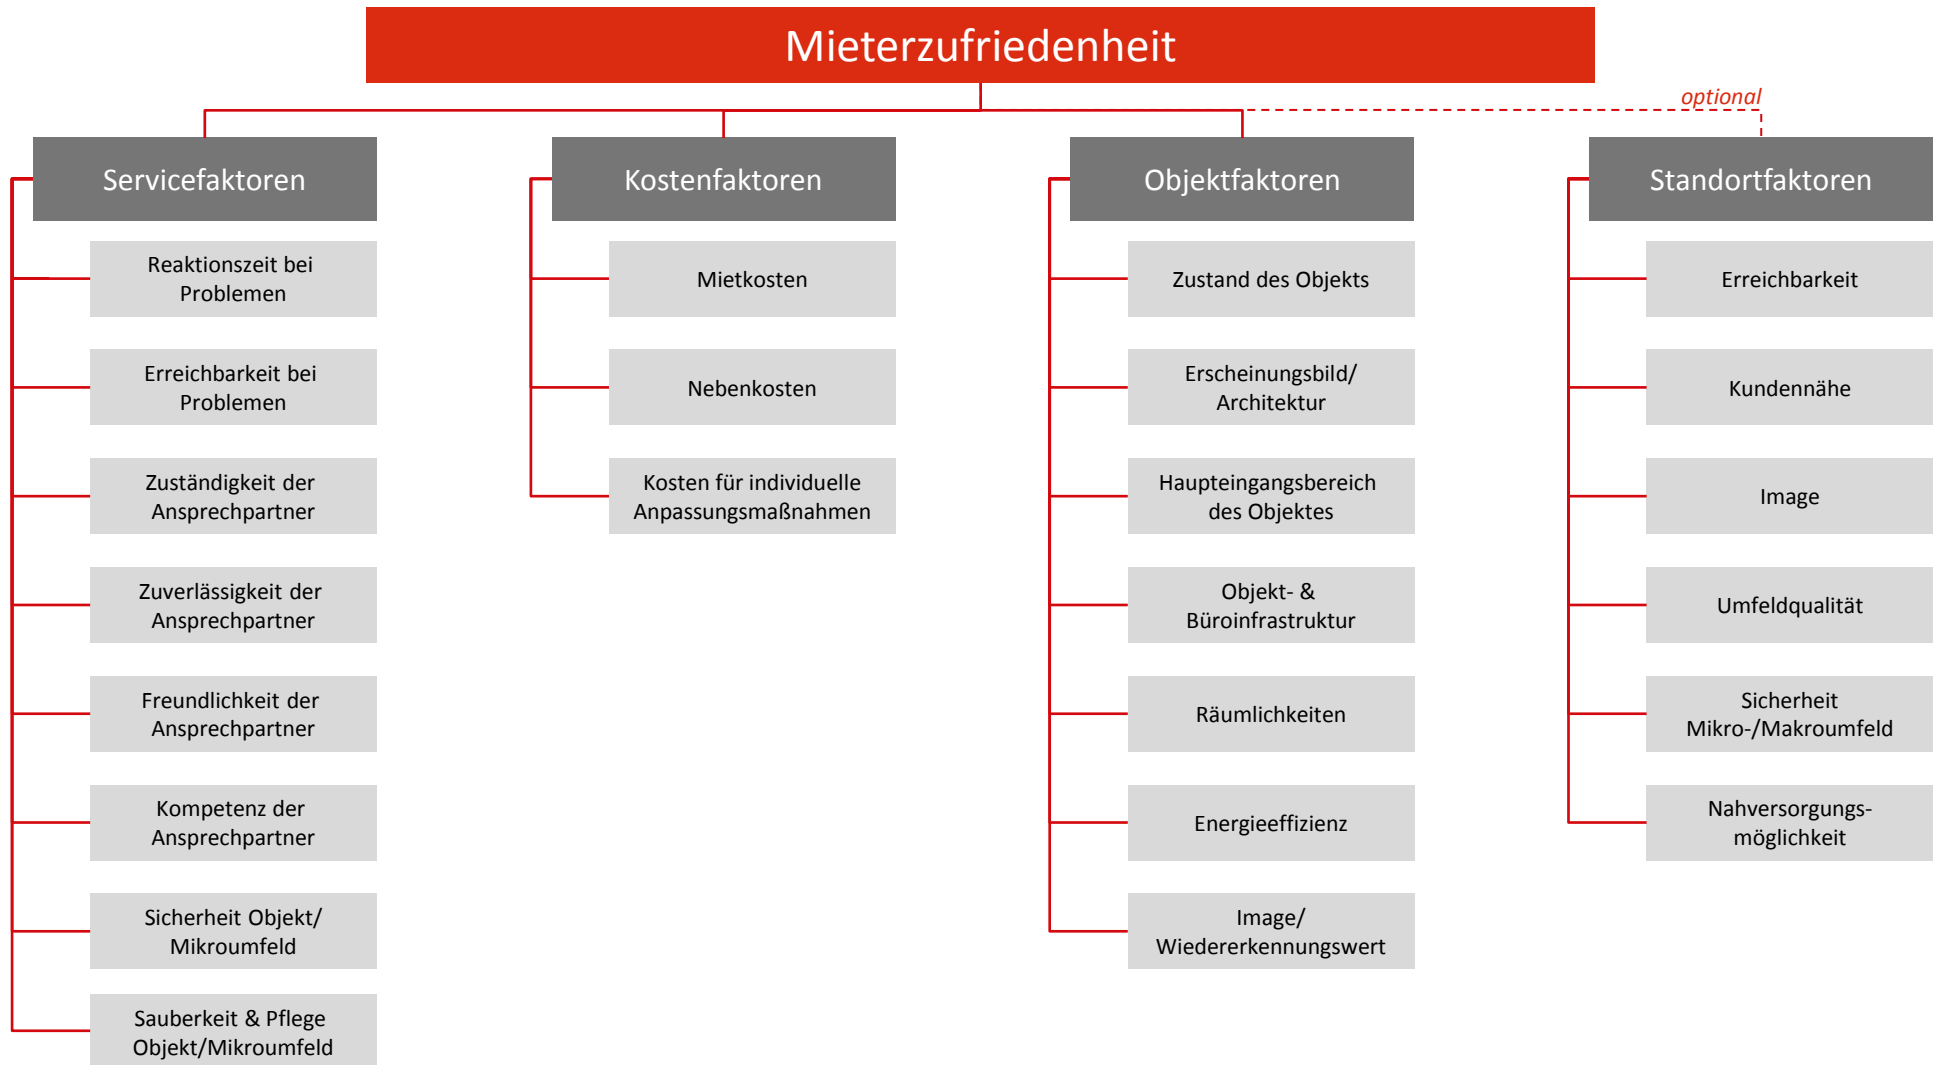 Mieterzufriedenheit
optional
Servicefaktoren
Reaktionszeit bei
Problemen
Erreichbarkeit bei
Problemen
Zuständigkeit der
Ansprechpartner
Zuverlässigkeit der
Ansprechpartner
Freundlichkeit der
Ansprechpartner
Kompetenz der
Ansprechpartner
Sicherheit Objekt/
Mikroumfeld
Sauberkeit & Pflege
Objekt/Mikroumfeld
Kostenfaktoren
Mietkosten
Nebenkosten
Kosten für individuelle
Anpassungsmaßnahmen
Objektfaktoren
Zustand des Objekts
Erscheinungsbild/
Architektur
Haupteingangsbereich
des Objektes
Objekt- &
Büroinfrastruktur
Räumlichkeiten
Energieeffizienz
Image/
Wiedererkennungswert
Standortfaktoren
Erreichbarkeit
Kundennähe
Image
Umfeldqualität
Sicherheit
Mikro-/Makroumfeld
Nahversorgungs-
möglichkeit